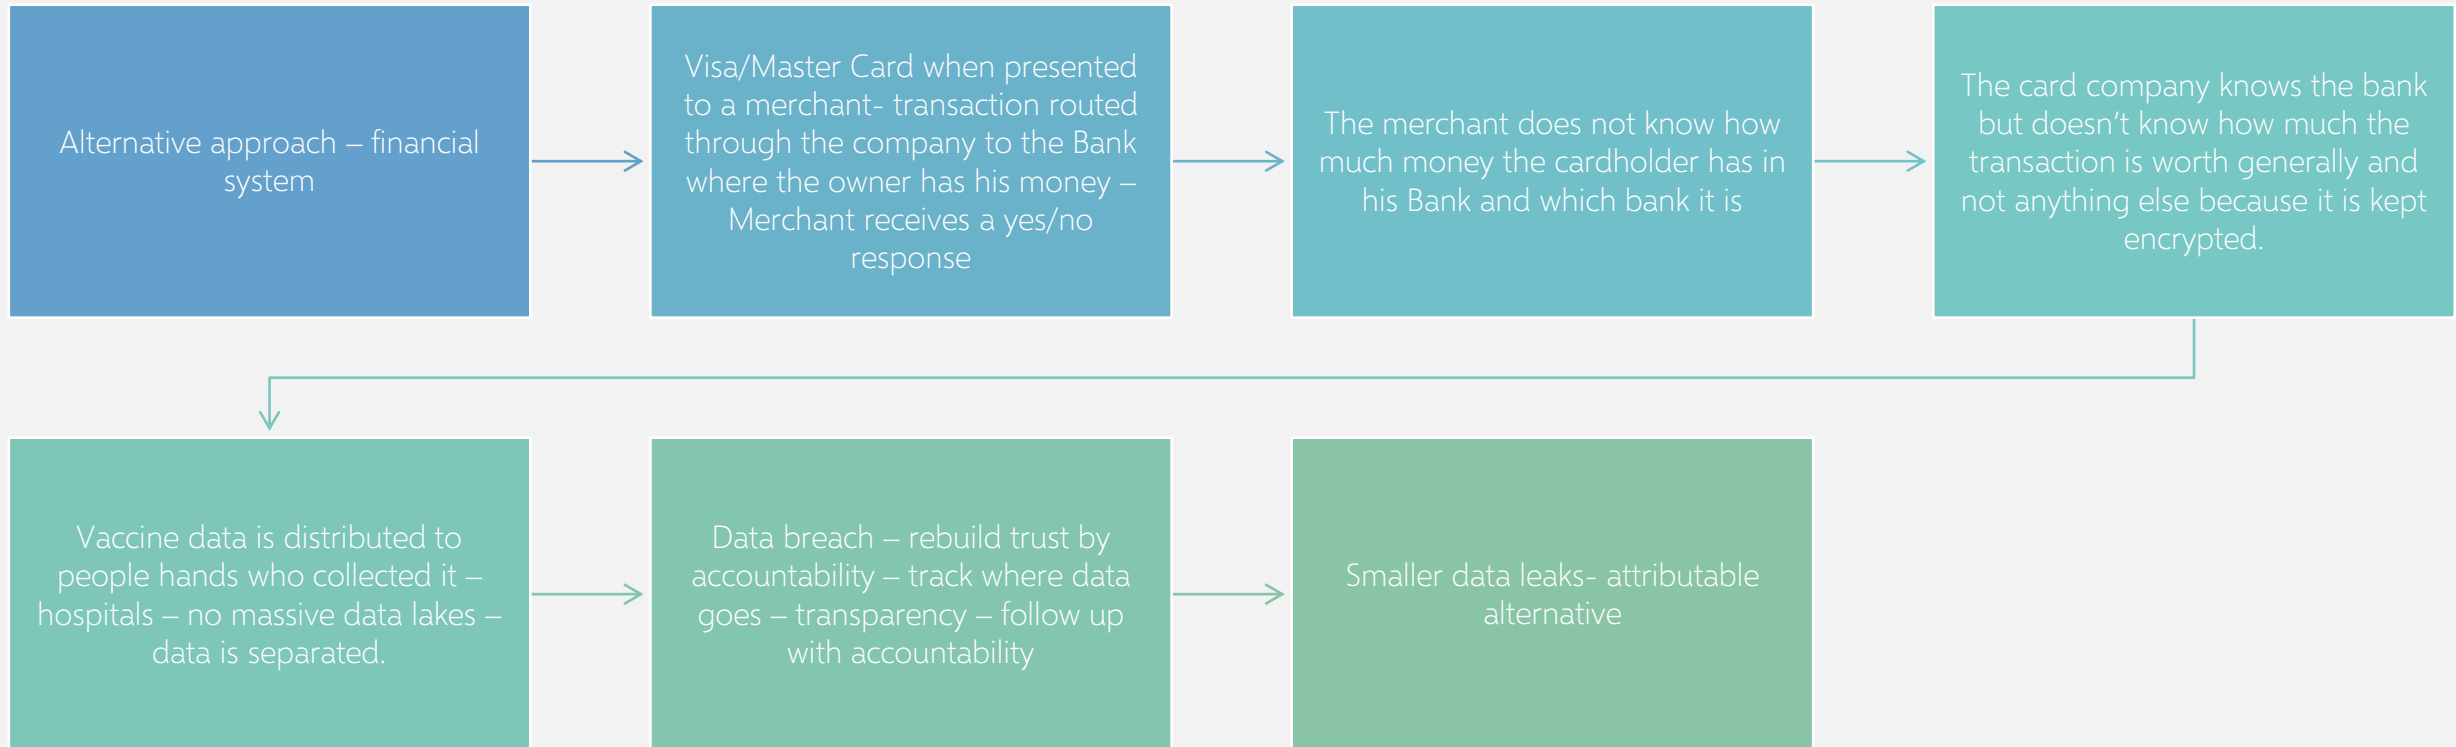 Alternative approach – financial
system
Visa/Master Card when presented
to a merchant- transaction routed
through the company to the Bank
where the owner has his money –
Merchant receives a yes/no
response
The merchant does not know how
much money the cardholder has in
his Bank and which bank it is
The card company knows the bank
but doesn’t know how much the
transaction is worth generally and
not anything else because it is kept
encrypted.
Vaccine data is distributed to
people hands who collected it –
hospitals – no massive data lakes –
data is separated.
Data breach – rebuild trust by
accountability – track where data
goes – transparency – follow up
with accountability
Smaller data leaks- attributable
alternative